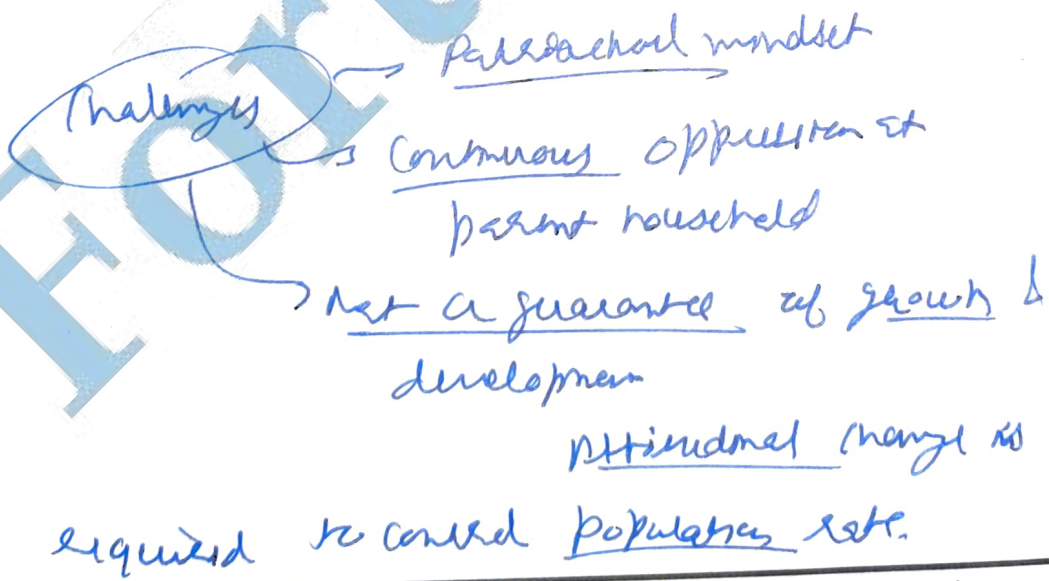 Challenges
→ Patriarchal mindset
→ Continuous oppression at
parent household
→ Not a guarantee of growth &
development
Attitudinal change is
required to control population rate.
For